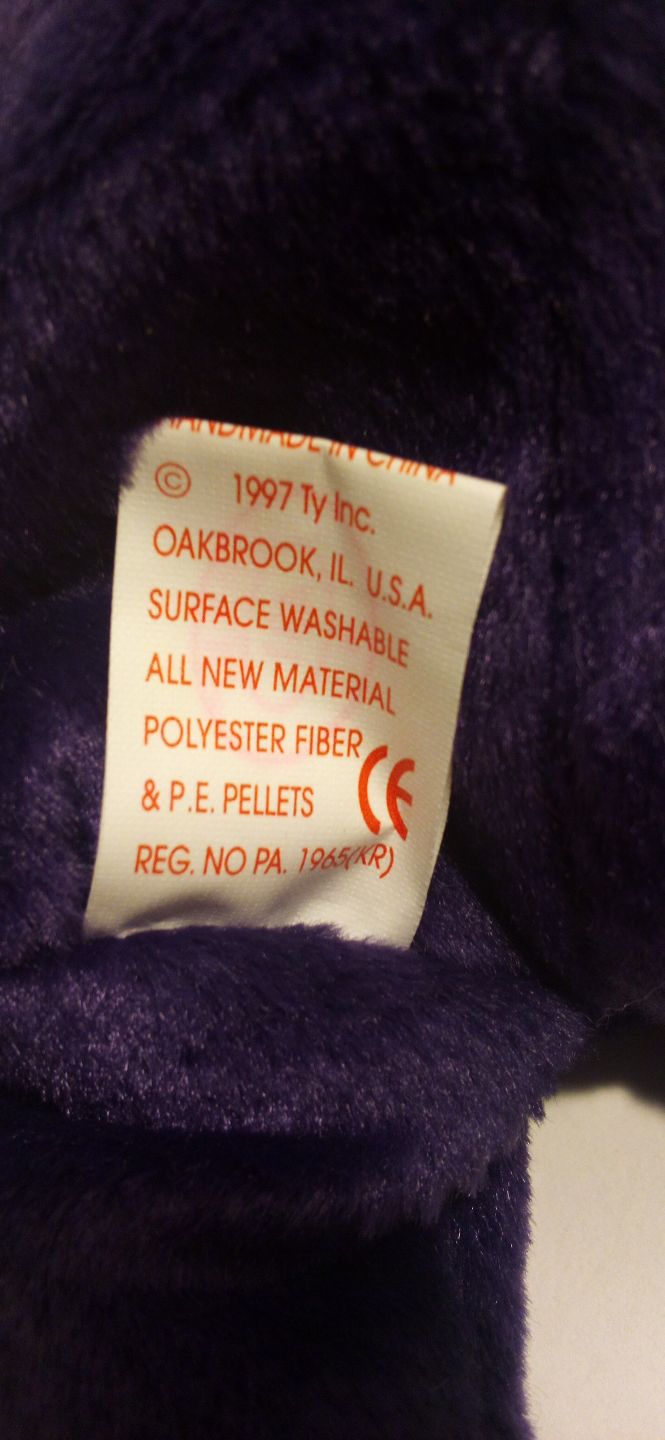 HANDMADE IN CHINA
© 1997 Ty Inc.
OAKBROOK, IL. U.S.A.
SURFACE WASHABLE
ALL NEW MATERIAL
POLYESTER FIBER
& P.E. PELLETS CE
REG. NO PA. 1965(KR)